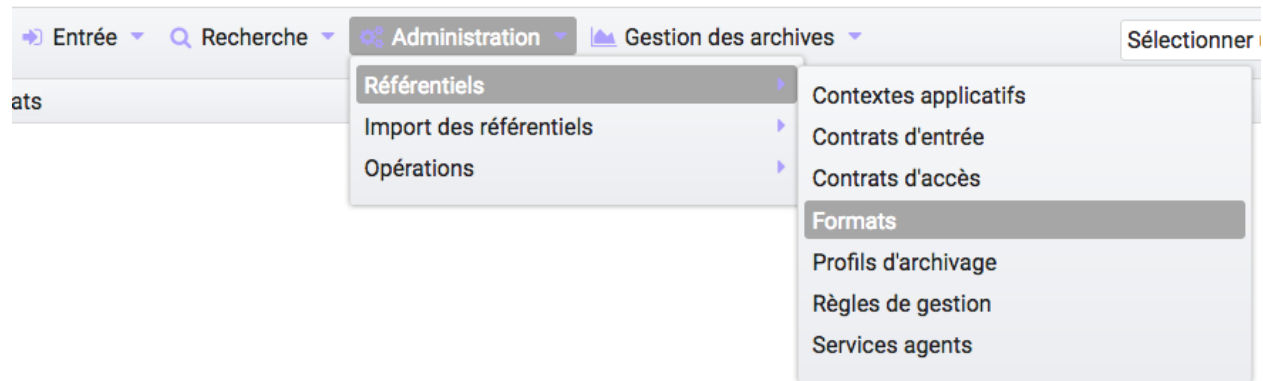 Entrée Recherche Administration Gestion des archives Sélectionner
ats
Référentiels
Import des référentiels
Opérations
Contextes applicatifs
Contrats d'entrée
Contrats d'accès
Formats
Profils d'archivage
Règles de gestion
Services agents